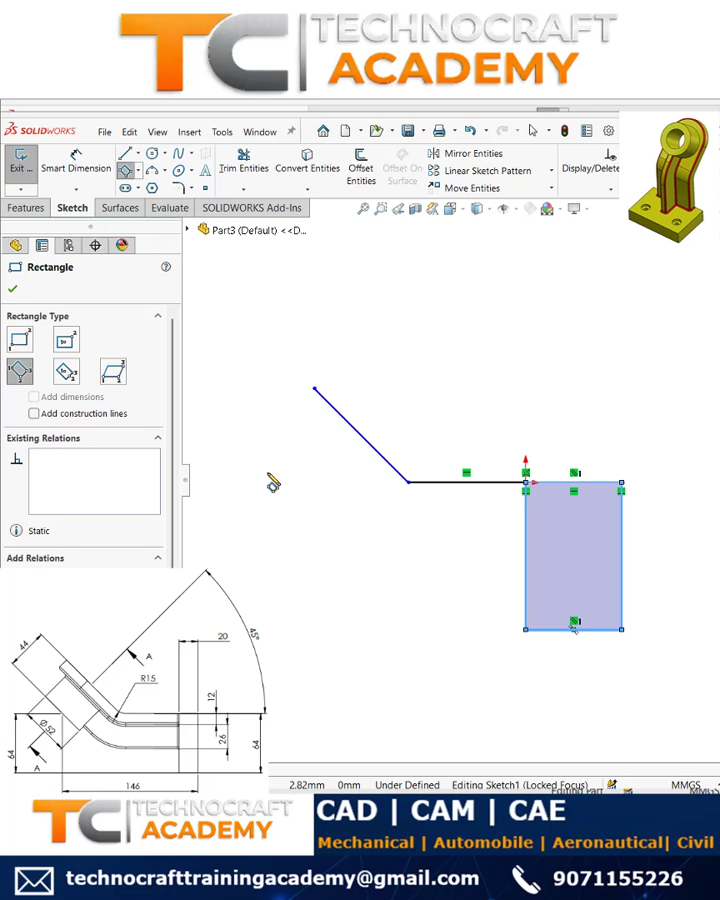 TC TECHNOCRAFT
ACADEMY
SOLIDWORKS File Edit View Insert Tools Window
Exit ... Smart Dimension Trim Entities Convert Entities Offset Entities Offset On Surface Mirror Entities
Linear Sketch Pattern
Move Entities
Display/Delete
Features Sketch Surfaces Evaluate SOLIDWORKS Add-Ins
Part3 (Default) <<D...
Rectangle
Rectangle Type
Add dimensions
Add construction lines
Existing Relations
Static
Add Relations
44
45°
A
20
R15
12
Ø 52
26
64
64
A
146
2.82mm 0mm Under Defined Editing Sketch1 (Locked Focus) MMGS
Editing Part
TC TECHNOCRAFT
ACADEMY
CAD | CAM | CAE
Mechanical | Automobile | Aeronautical| Civil
technocrafttrainingacademy@gmail.com 9071155226